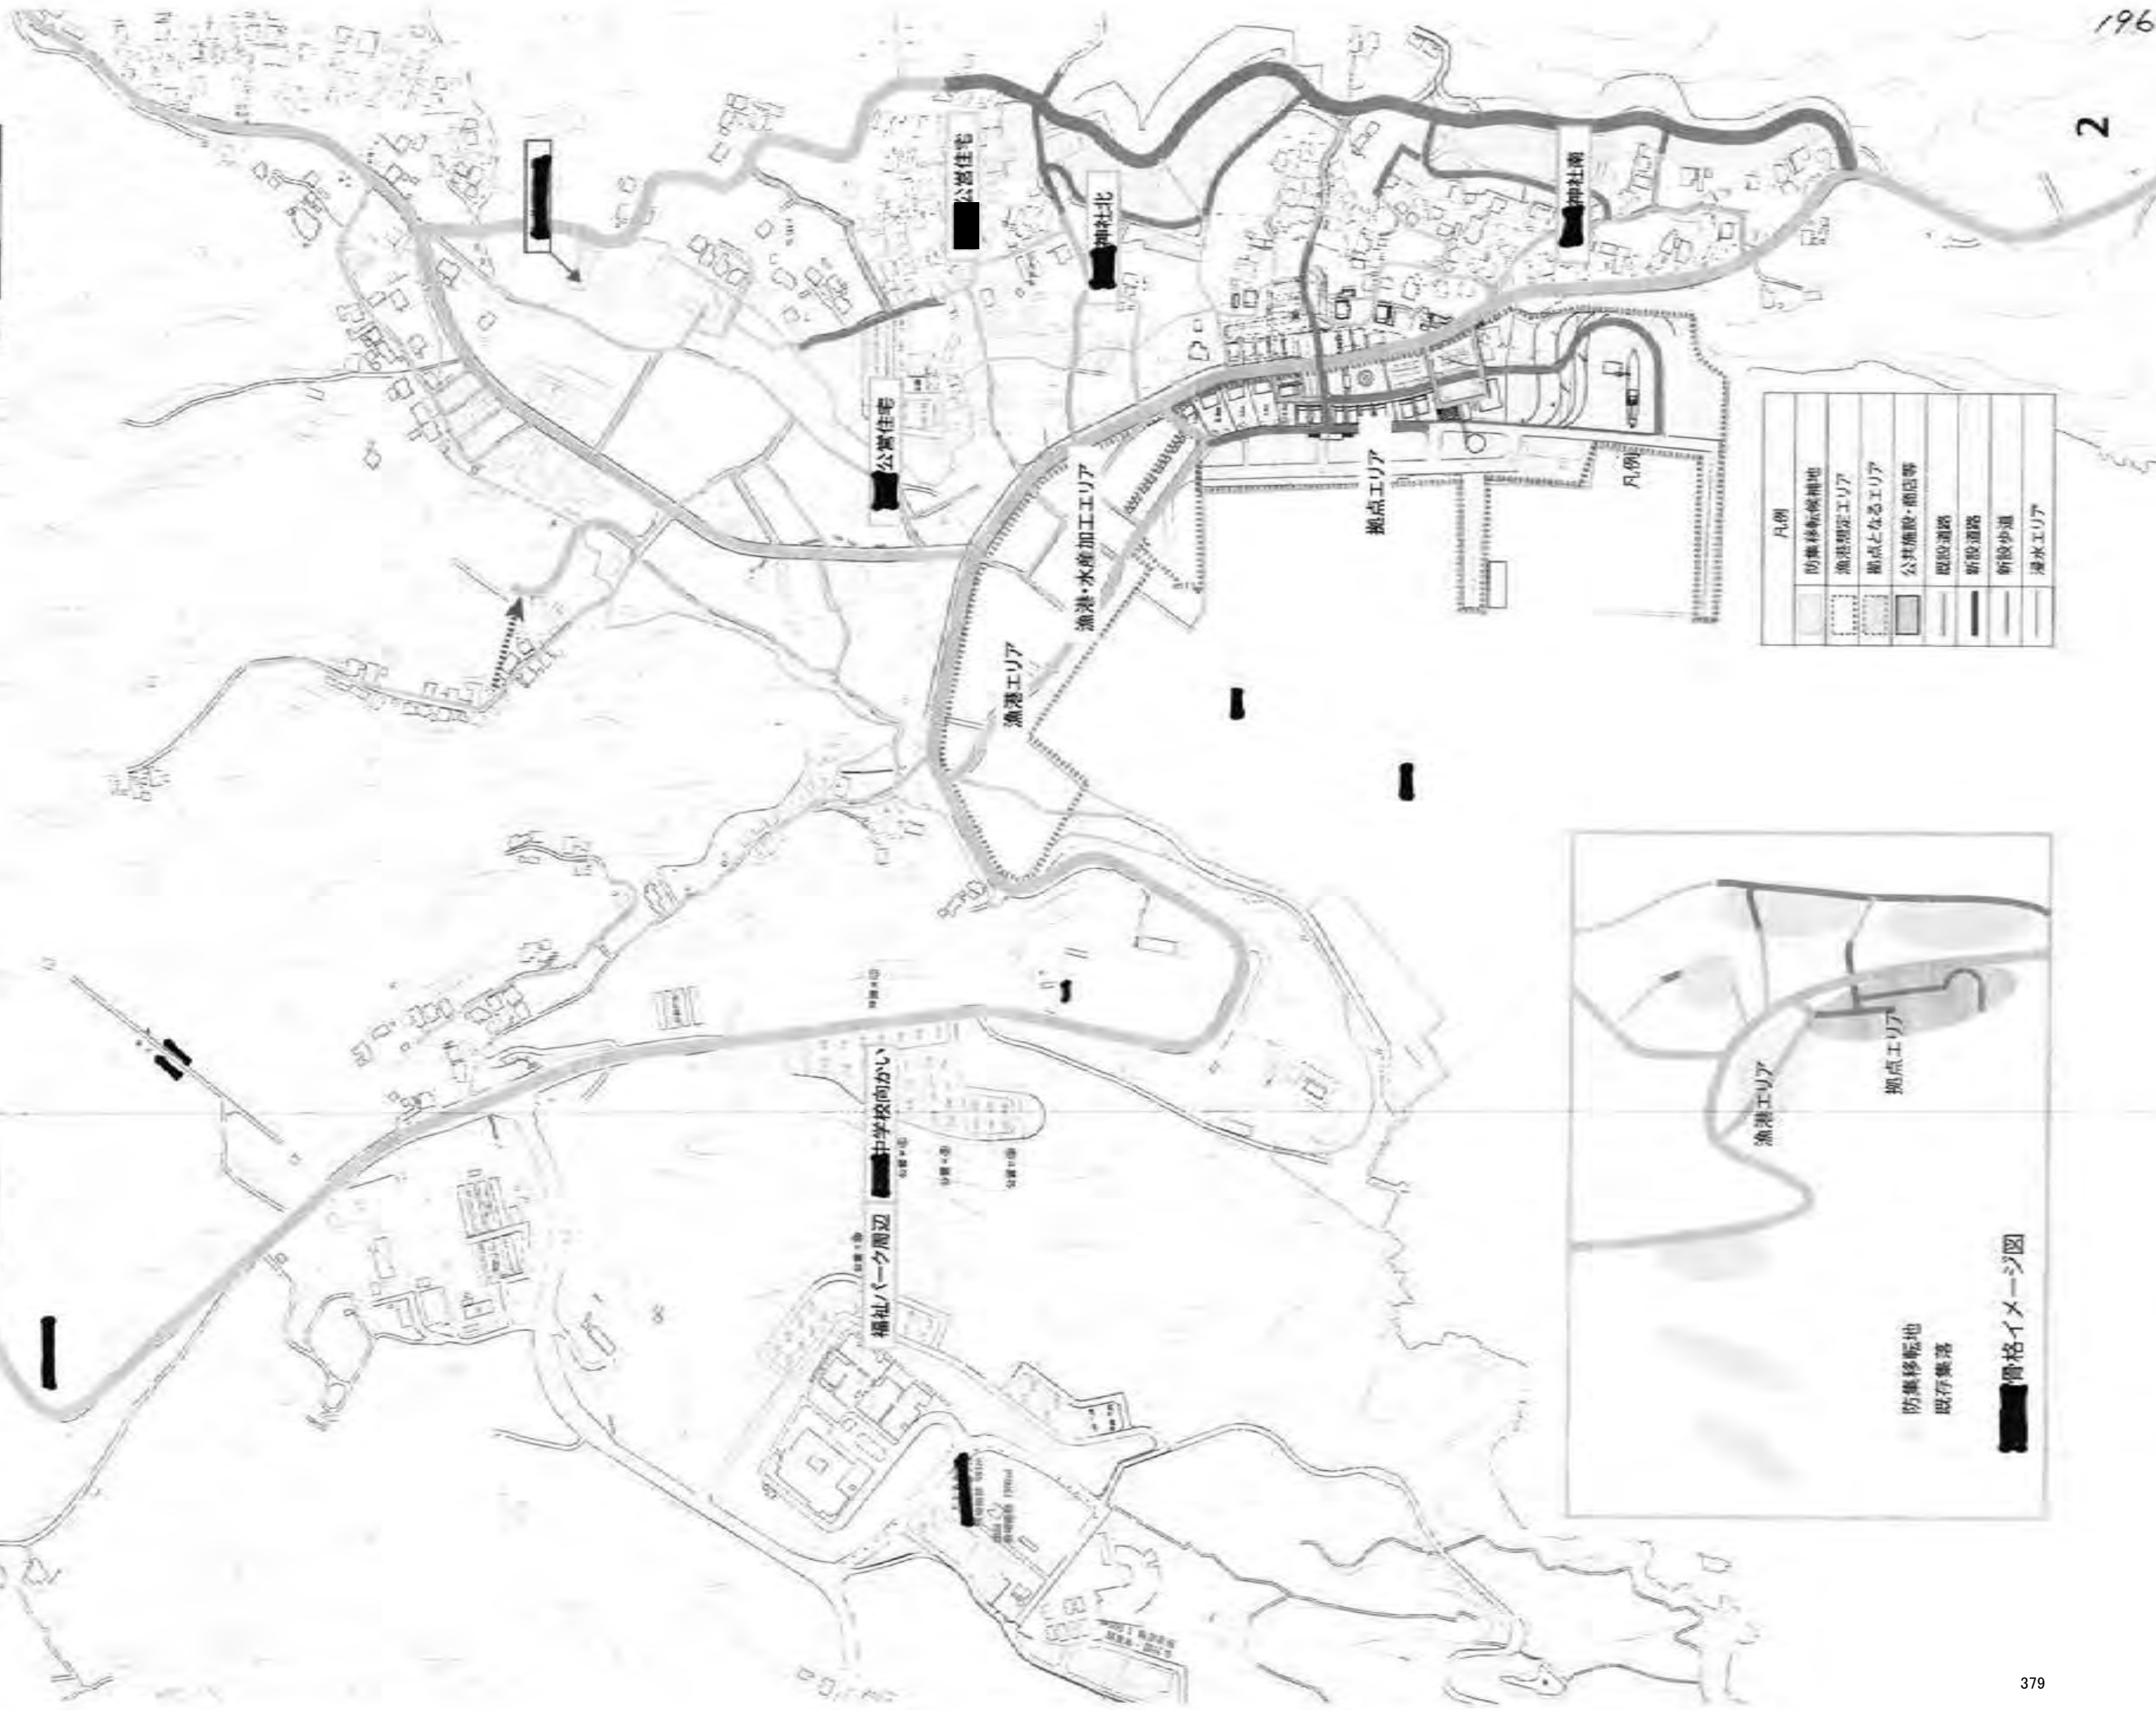 196
2
公営住宅
神社北
神社南
公営住宅
漁港・水産加工エリア
拠点エリア
凡例
漁港エリア
凡例
防集移転候補地
漁港想定エリア
拠点となるエリア
公共施設・商店等
既設道路
新設道路
新設歩道
浸水エリア
中学校向かい
福祉パーク周辺
漁港エリア
拠点エリア
防集移転地
既存集落
骨格イメージ図
379